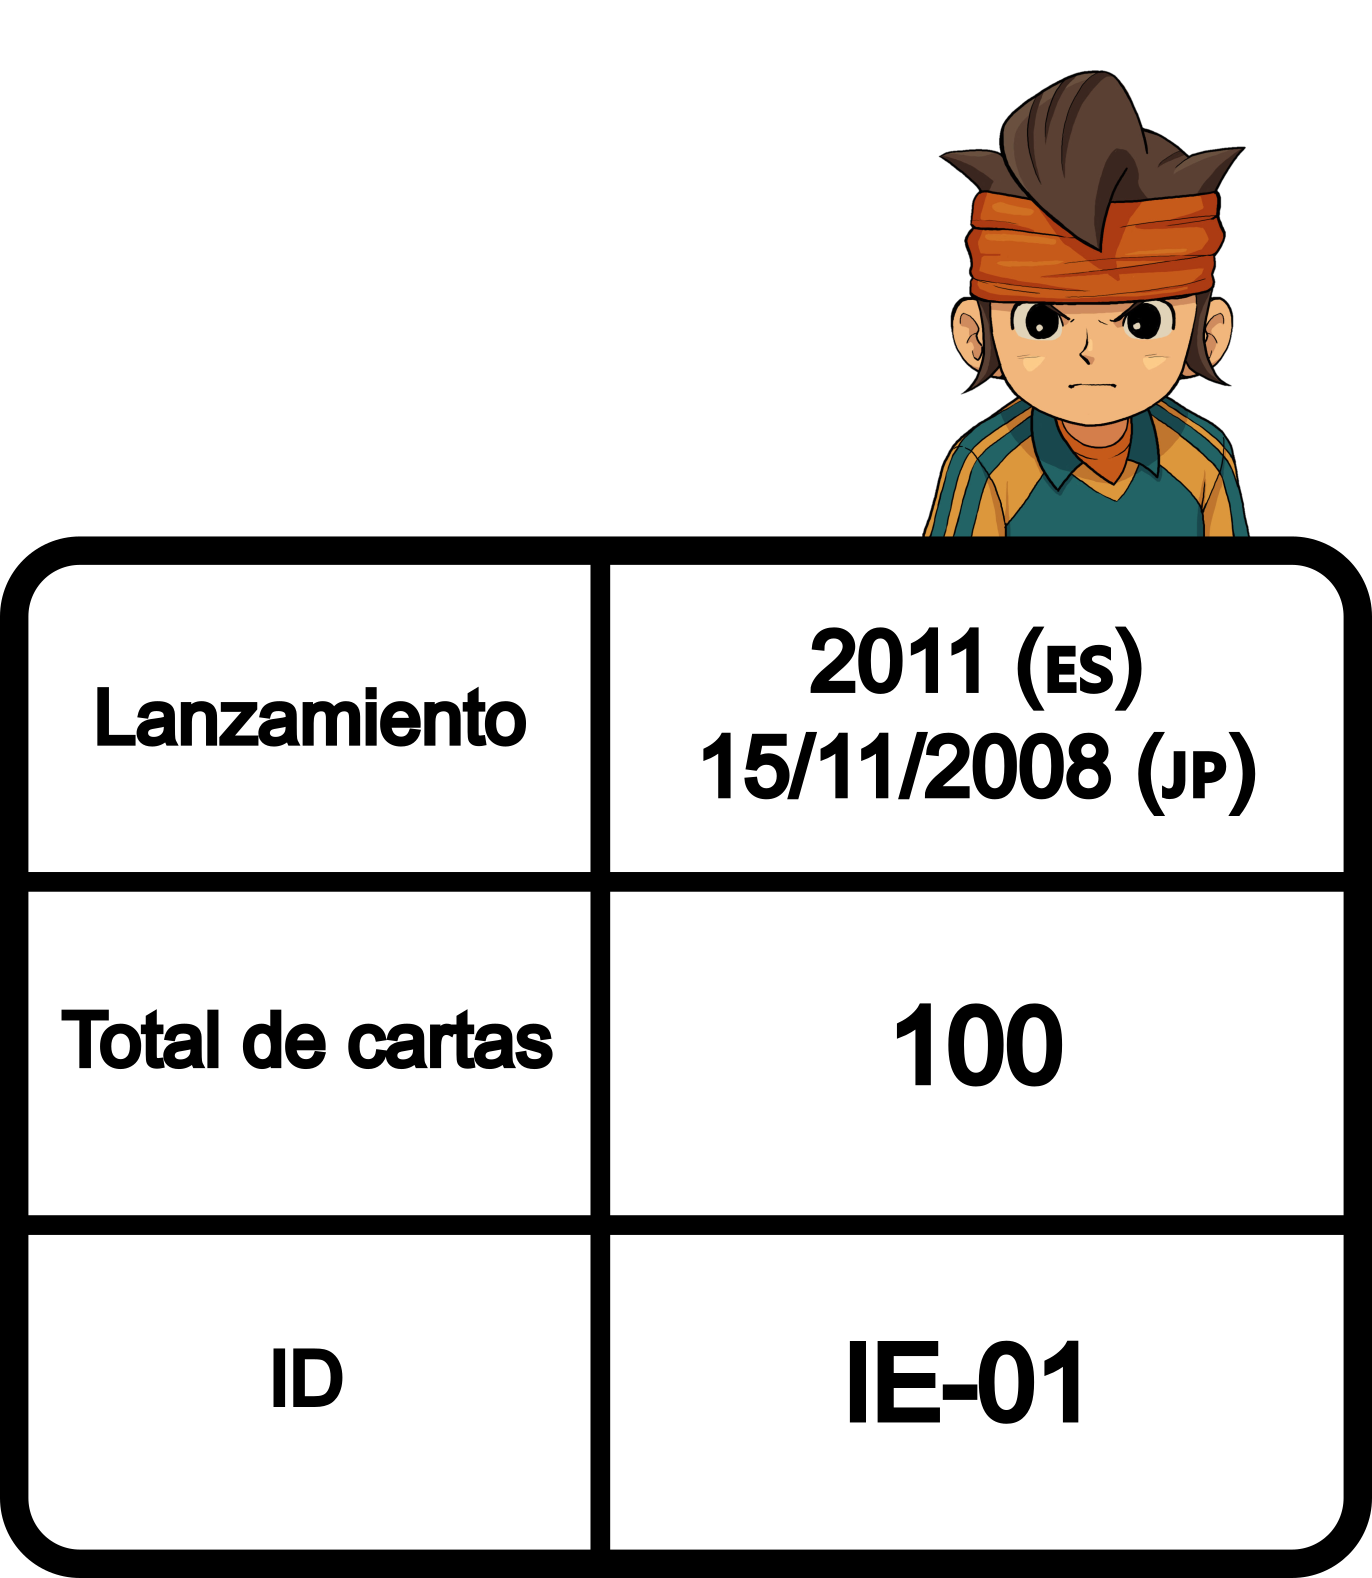 Lanzamiento
2011 (ES)
15/11/2008 (JP)
Total de cartas
100
ID
IE-01